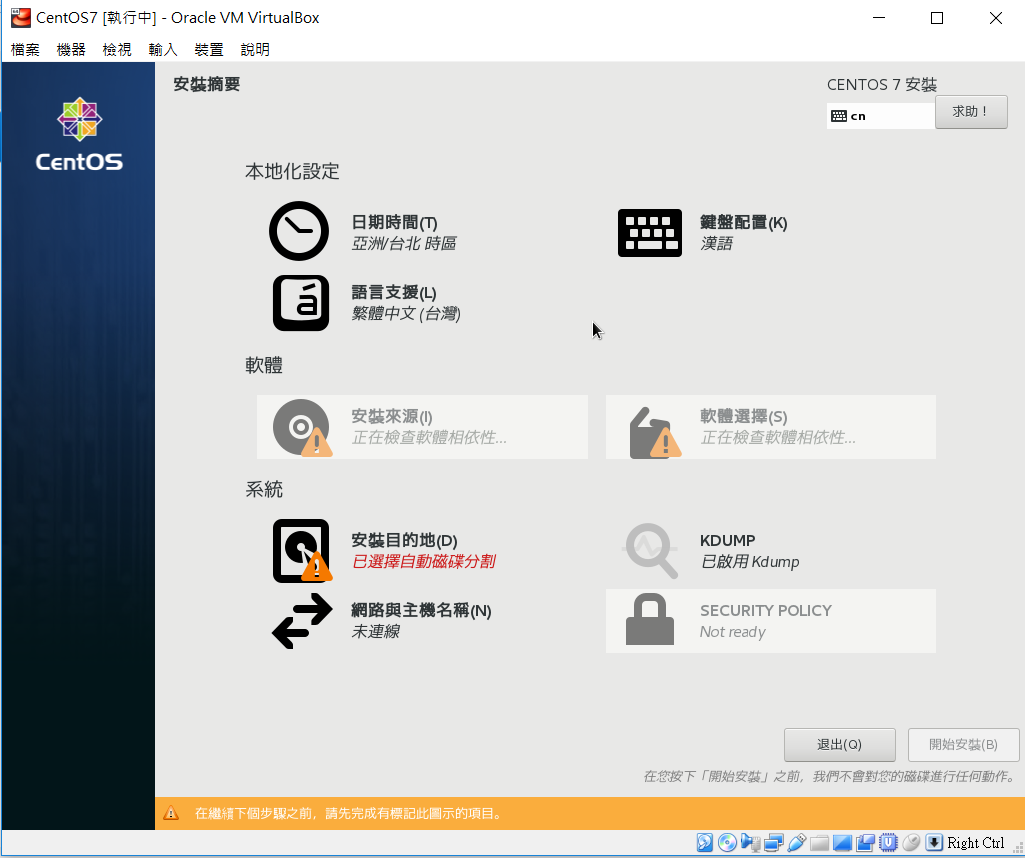 CentOS7 [執行中] - Oracle VM VirtualBox
檔案 機器 檢視 輸入 裝置 說明
CentOS
安裝摘要
CENTOS 7 安裝
cn
求助！
本地化設定
日期時間(T)
亞洲/台北 時區
鍵盤配置(K)
漢語
語言支援(L)
繁體中文 (台灣)
軟體
安裝來源(I)
正在檢查軟體相依性...
軟體選擇(S)
正在檢查軟體相依性...
系統
安裝目的地(D)
已選擇自動磁碟分割
KDUMP
已啟用 Kdump
網路與主機名稱(N)
未連線
SECURITY POLICY
Not ready
退出(Q)
開始安裝(B)
在您按下「開始安裝」之前，我們不會對您的磁碟進行任何動作。
在繼續下個步驟之前，請先完成有標記此圖示的項目。
Right Ctrl